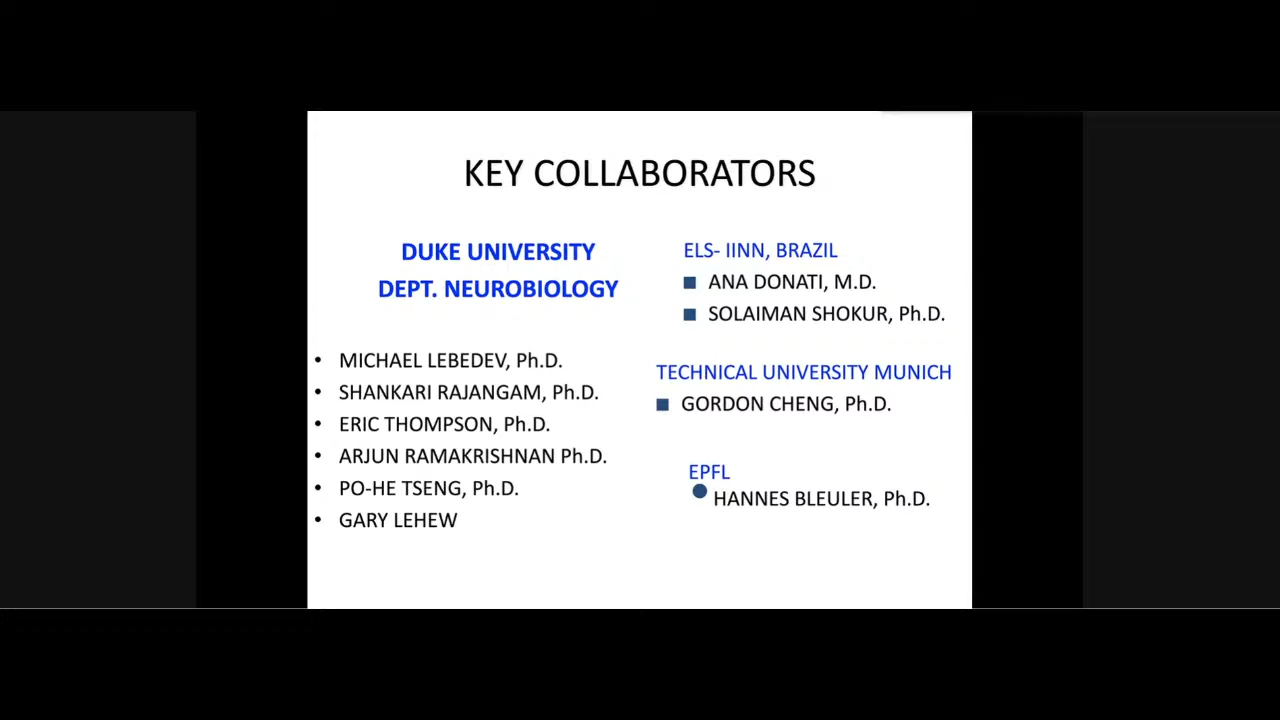 KEY COLLABORATORS
DUKE UNIVERSITY
DEPT. NEUROBIOLOGY
• MICHAEL LEBEDEV, Ph.D.
• SHANKARI RAJANGAM, Ph.D.
• ERIC THOMPSON, Ph.D.
• ARJUN RAMAKRISHNAN Ph.D.
• PO-HE TSENG, Ph.D.
• GARY LEHEW
ELS- IINN, BRAZIL
■ ANA DONATI, M.D.
■ SOLAIMAN SHOKUR, Ph.D.
TECHNICAL UNIVERSITY MUNICH
■ GORDON CHENG, Ph.D.
EPFL
● HANNES BLEULER, Ph.D.